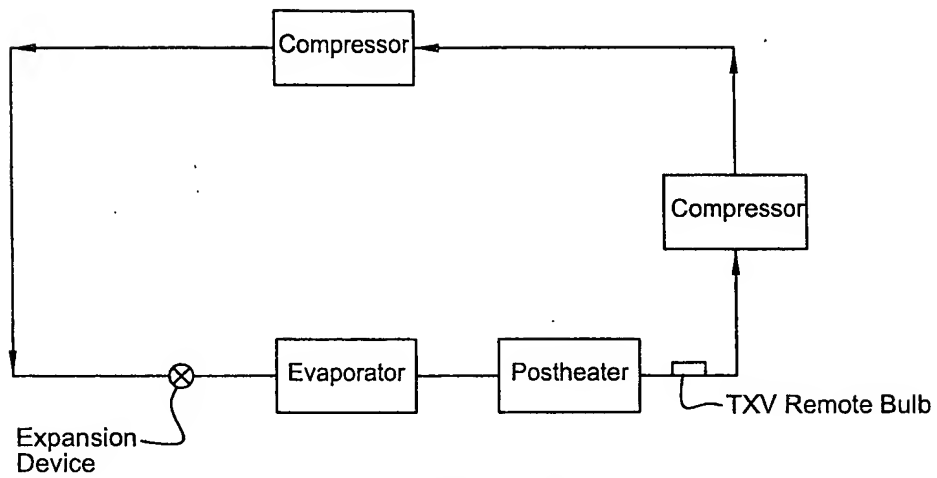 Compressor
Compressor
Evaporator
Postheater
TXV Remote Bulb
Expansion
Device